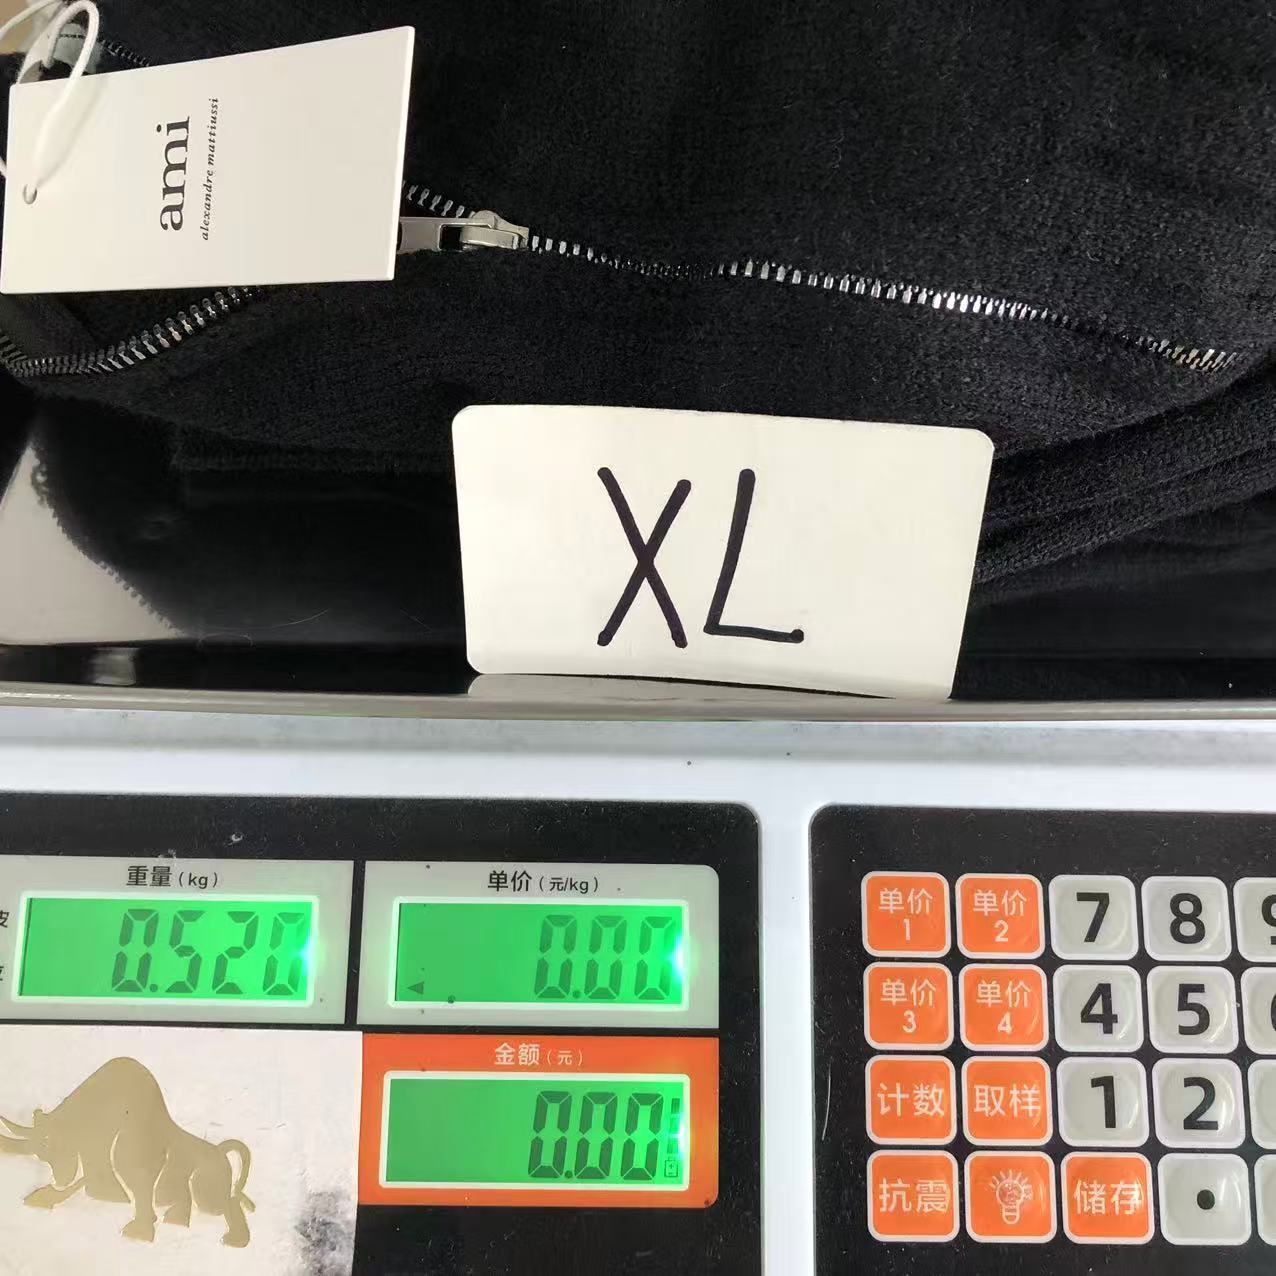 ami
alexandre mattiussi
XL
重量 (kg)
0.520
单价 (元/kg)
0.00
金额 (元)
0.00
单价 1
单价 2
7
8
单价 3
单价 4
4
5
计数
取样
1
2
抗震
储存
.